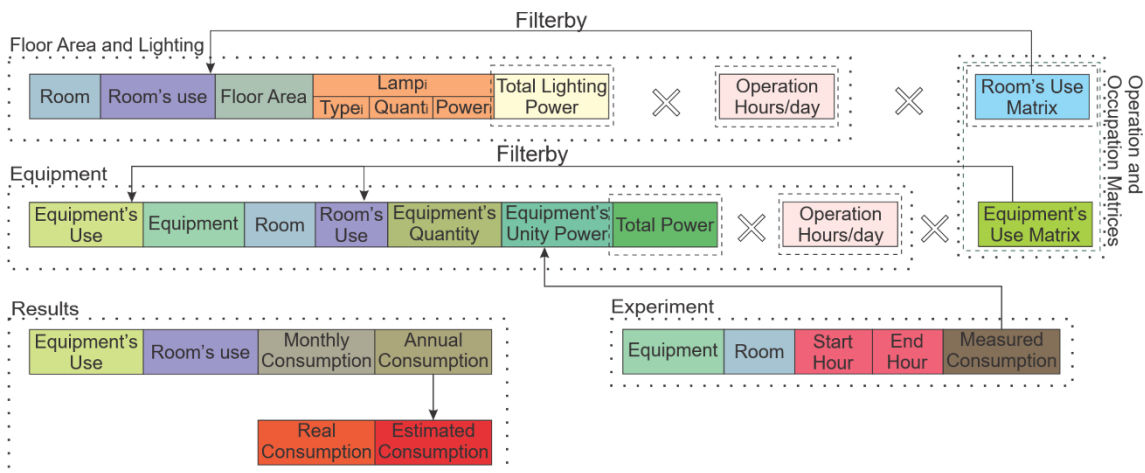 Filterby
Floor Area and Lighting
Room
Room's use
Floor Area
Lampᵢ
Typeᵢ
Quantᵢ
Powerᵢ
Total Lighting
Power
Operation
Hours/day
Room's Use
Matrix
Operation and
Occupation Matrices
Filterby
Equipment
Equipment's
Use
Equipment
Room
Room's
Use
Equipment's
Quantity
Equipment's
Unity Power
Total Power
Operation
Hours/day
Equipment's
Use Matrix
Results
Equipment's
Use
Room's use
Monthly
Consumption
Annual
Consumption
Real
Consumption
Estimated
Consumption
Experiment
Equipment
Room
Start
Hour
End
Hour
Measured
Consumption